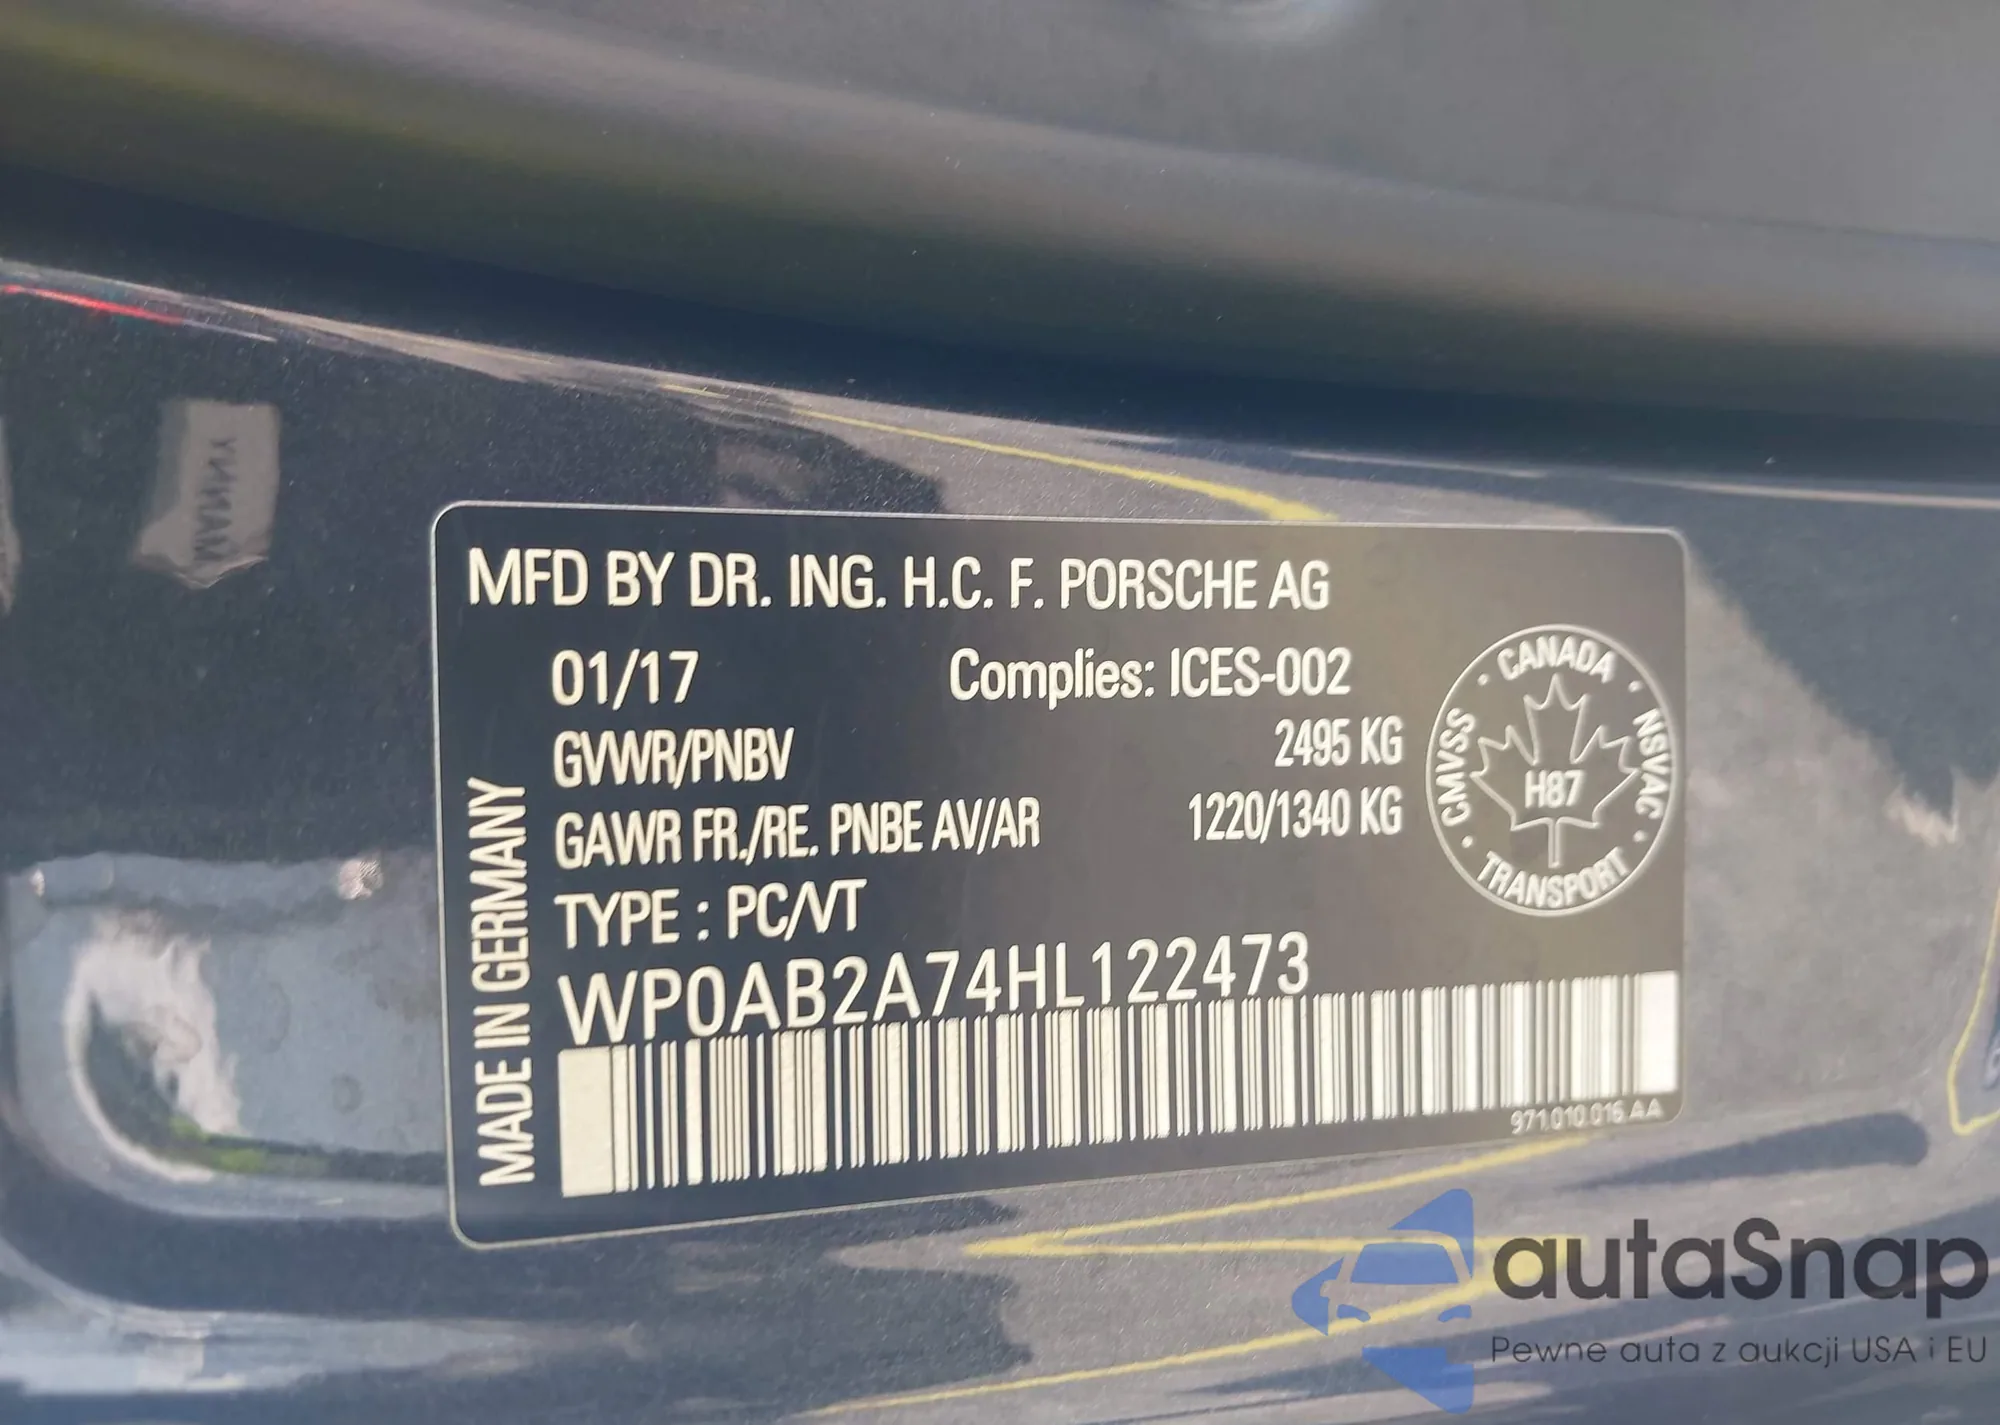 MFD BY DR. ING. H.C. F. PORSCHE AG
01/17 Complies: ICES-002
GVWR/PNBV 2495 KG
GAWR FR./RE. PNBE AV/AR 1220/1340 KG
TYPE : PC/VT
WP0AB2A74HL122473
MADE IN GERMANY
CANADA
CMVSS
NSVAC
H87
TRANSPORT
971.010.016 AA
autaSnap
Pewne auta z aukcji USA i EU